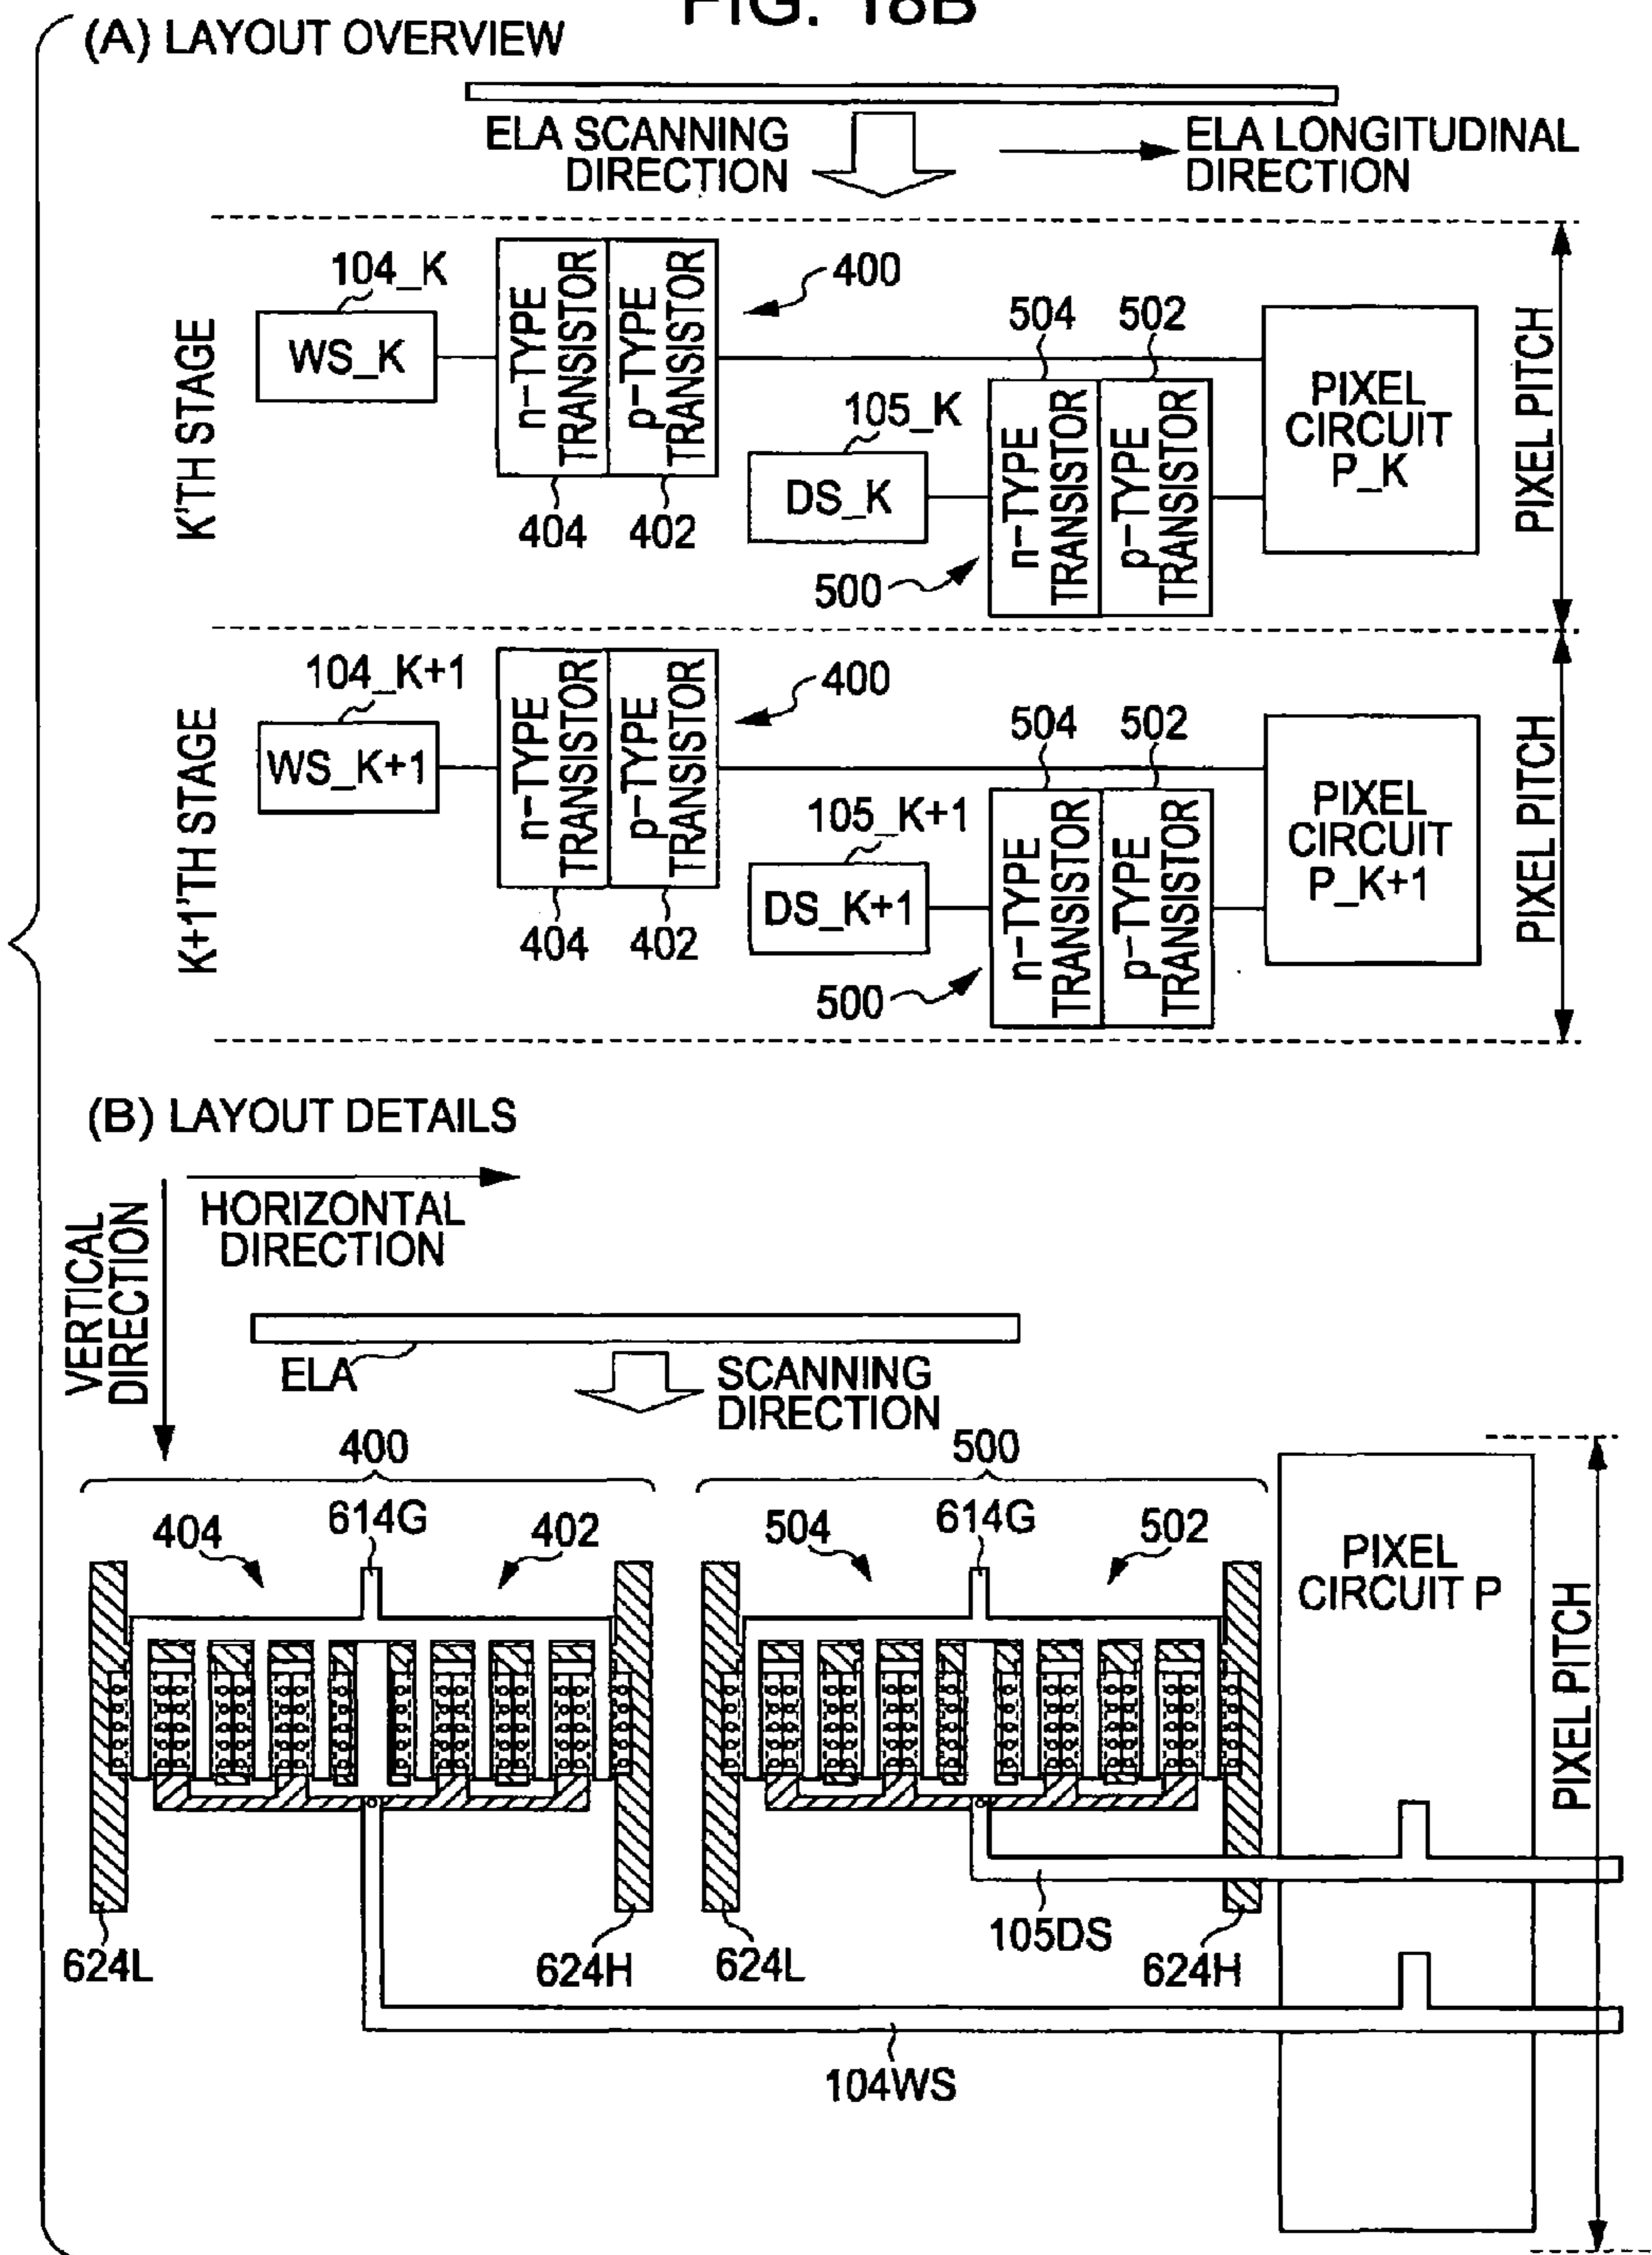 FIG. 18B
(A) LAYOUT OVERVIEW
ELA SCANNING
DIRECTION
ELA LONGITUDINAL
DIRECTION
K'TH STAGE
104_K
WS_K
n-TYPE
TRANSISTOR
p-TYPE
TRANSISTOR
400
404
402
105_K
DS_K
504
502
n-TYPE
TRANSISTOR
p-TYPE
TRANSISTOR
500
PIXEL
CIRCUIT
P_K
PIXEL PITCH
K+1'TH STAGE
104_K+1
WS_K+1
n-TYPE
TRANSISTOR
p-TYPE
TRANSISTOR
400
404
402
105_K+1
DS_K+1
504
502
n-TYPE
TRANSISTOR
p-TYPE
TRANSISTOR
500
PIXEL
CIRCUIT
P_K+1
PIXEL PITCH
(B) LAYOUT DETAILS
HORIZONTAL
DIRECTION
VERTICAL
DIRECTION
ELA
SCANNING
DIRECTION
400
500
404
614G
402
504
614G
502
PIXEL
CIRCUIT P
PIXEL PITCH
624L
624H
624L
105DS
624H
104WS